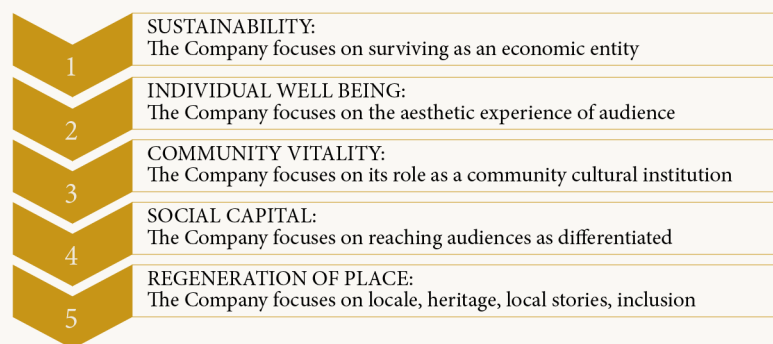 1
SUSTAINABILITY:
The Company focuses on surviving as an economic entity
2
INDIVIDUAL WELL BEING:
The Company focuses on the aesthetic experience of audience
3
COMMUNITY VITALITY:
The Company focuses on its role as a community cultural institution
4
SOCIAL CAPITAL:
The Company focuses on reaching audiences as differentiated
5
REGENERATION OF PLACE:
The Company focuses on locale, heritage, local stories, inclusion